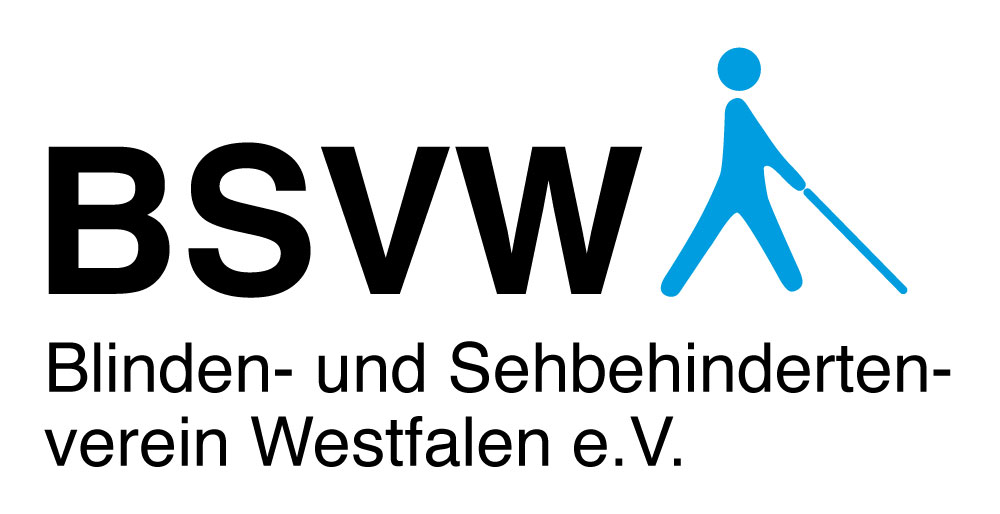 BSVW
Blinden- und Sehbehinderten-
verein Westfalen e.V.